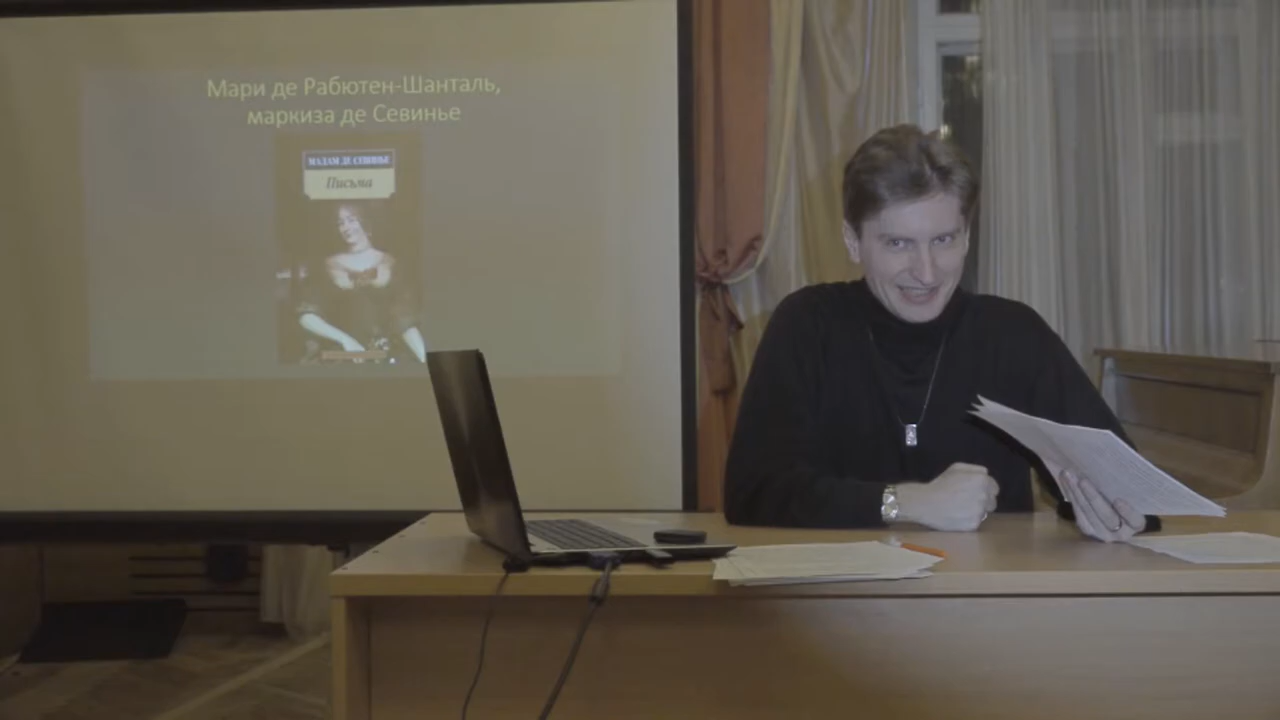 Мари де Рабютен-Шанталь,
маркиза де Севинье
МАДАМ ДЕ СЕВИНЬЕ
Письма